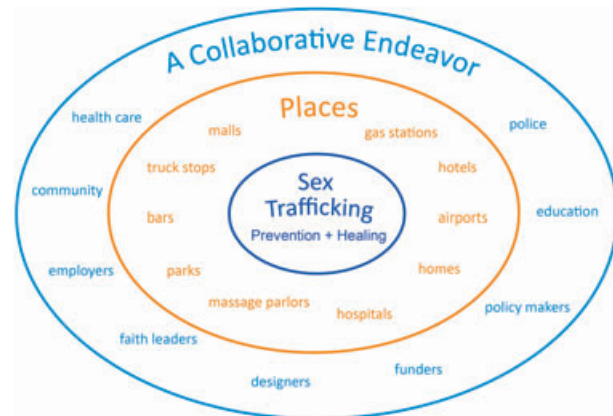 A Collaborative Endeavor
health care
police
community
education
employers
policy makers
faith leaders
funders
designers
Places
malls
gas stations
truck stops
hotels
bars
airports
parks
homes
massage parlors
hospitals
Sex
Trafficking
Prevention + Healing